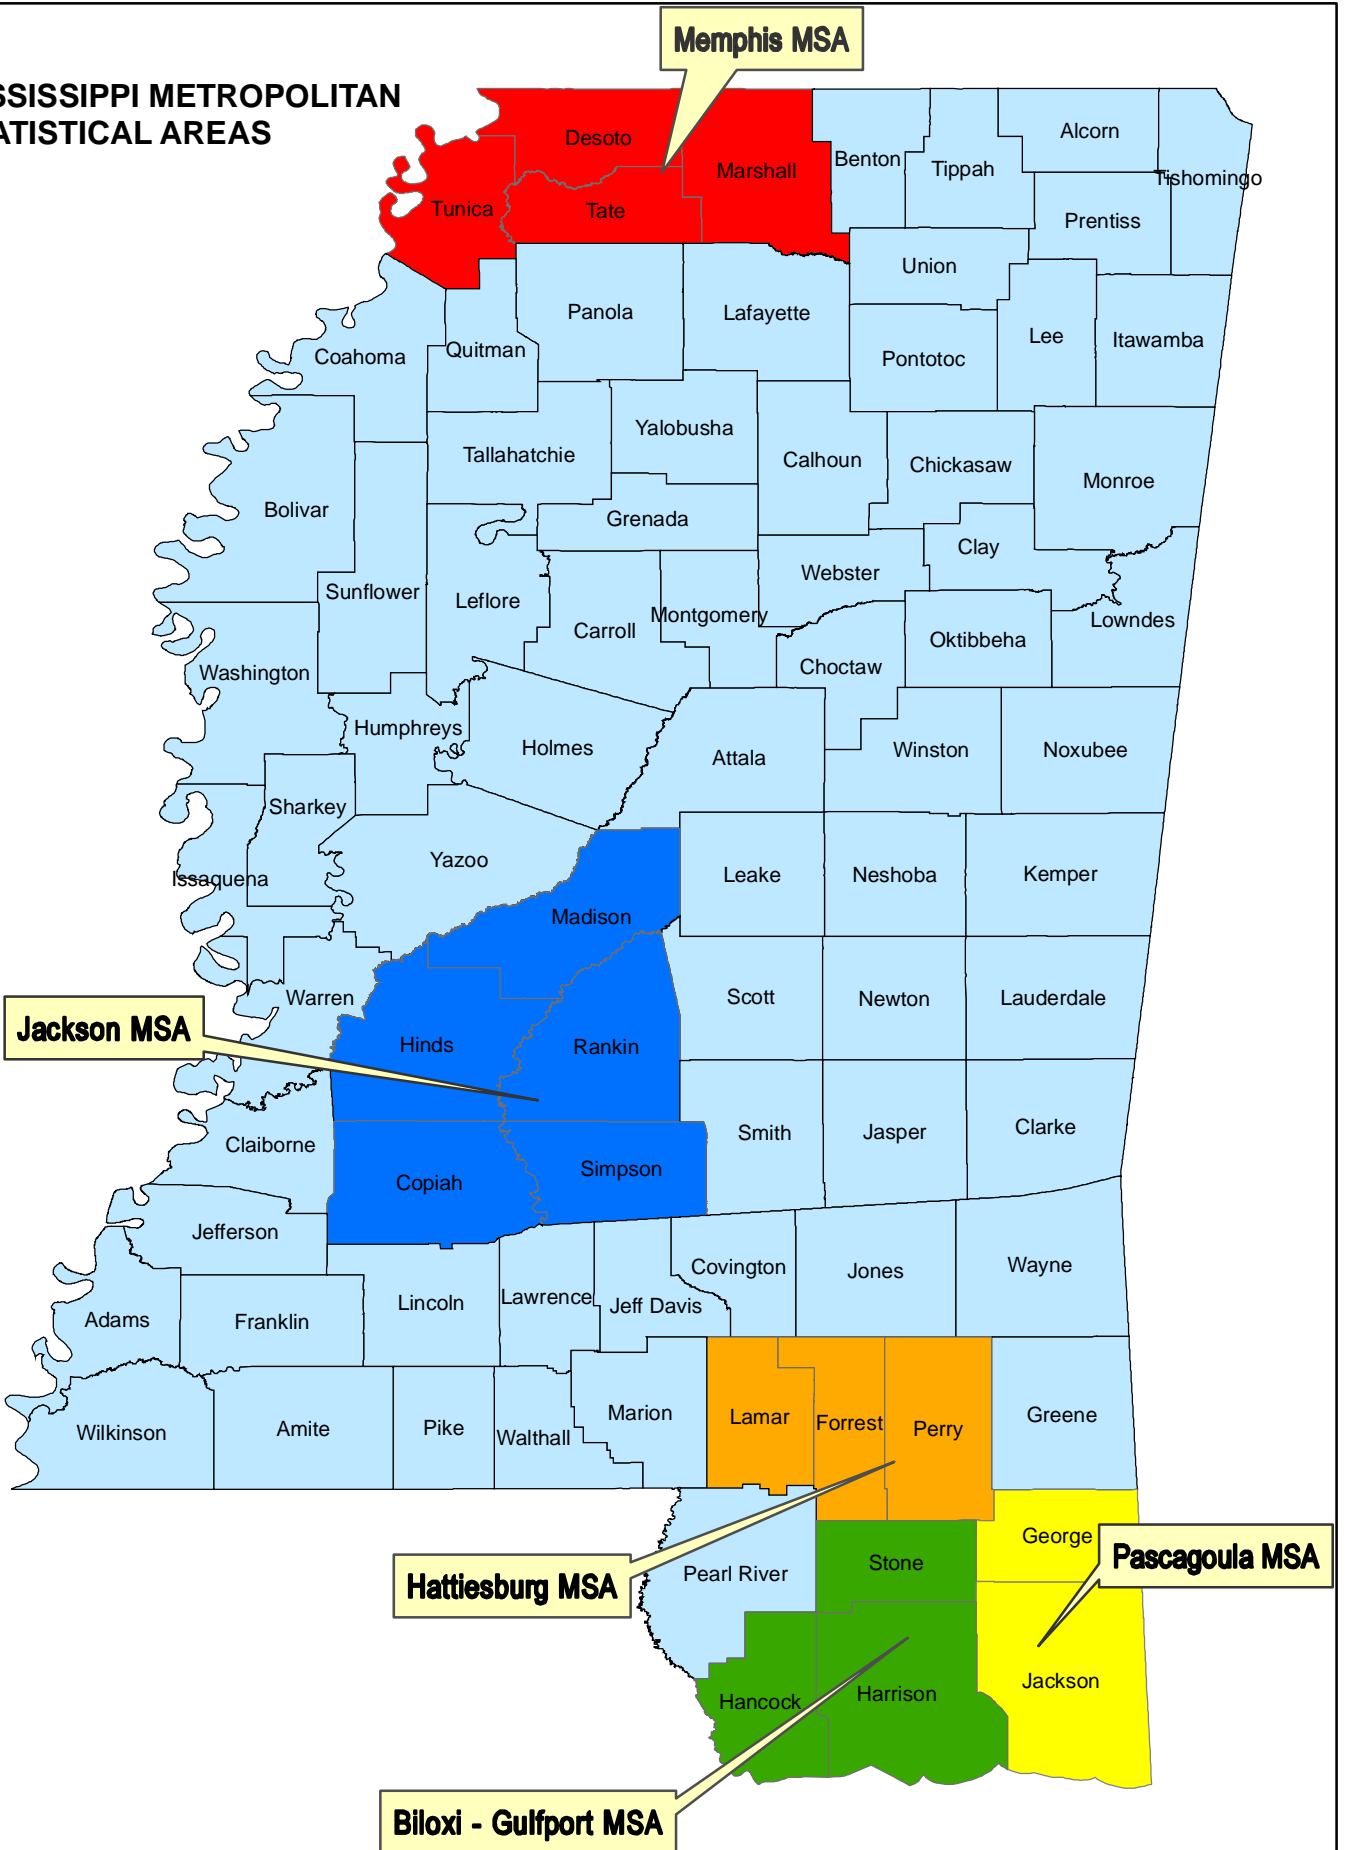 Memphis MSA
SSISSIPPI METROPOLITAN
ATISTICAL AREAS
Desoto
Alcorn
Benton
Tippah
Marshall
Tishomingo
Tunica
Tate
Prentiss
Union
Panola
Lafayette
Lee
Itawamba
Coahoma
Quitman
Pontotoc
Yalobusha
Tallahatchie
Calhoun
Chickasaw
Monroe
Bolivar
Grenada
Clay
Webster
Sunflower
Leflore
Montgomery
Carroll
Lowndes
Oktibbeha
Choctaw
Washington
Humphreys
Holmes
Attala
Winston
Noxubee
Sharkey
Yazoo
Issaquena
Leake
Neshoba
Kemper
Madison
Warren
Scott
Newton
Lauderdale
Jackson MSA
Hinds
Rankin
Claiborne
Smith
Jasper
Clarke
Copiah
Simpson
Jefferson
Covington
Jones
Wayne
Adams
Franklin
Lincoln
Lawrence
Jeff Davis
Wilkinson
Amite
Pike
Walthall
Marion
Lamar
Forrest
Perry
Greene
George
Pascagoula MSA
Hattiesburg MSA
Pearl River
Stone
Hancock
Harrison
Jackson
Biloxi - Gulfport MSA